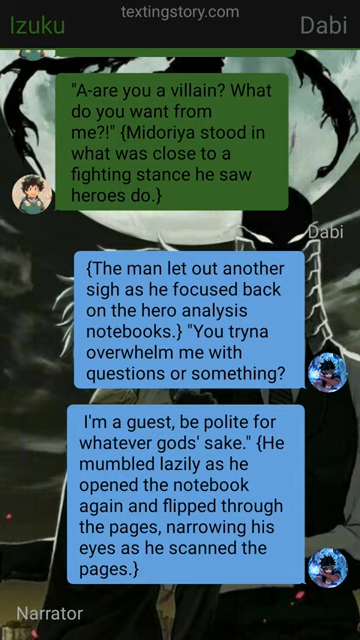 textingstory.com
Izuku
Dabi
"A-are you a villain? What
do you want from
me?!" {Midoriya stood in
what was close to a
fighting stance he saw
heroes do.}
Dabi
{The man let out another
sigh as he focused back
on the hero analysis
notebooks.} "You tryna
overwhelm me with
questions or something?
I'm a guest, be polite for
whatever gods' sake." {He
mumbled lazily as he
opened the notebook
again and flipped through
the pages, narrowing his
eyes as he scanned the
pages.}
Narrator